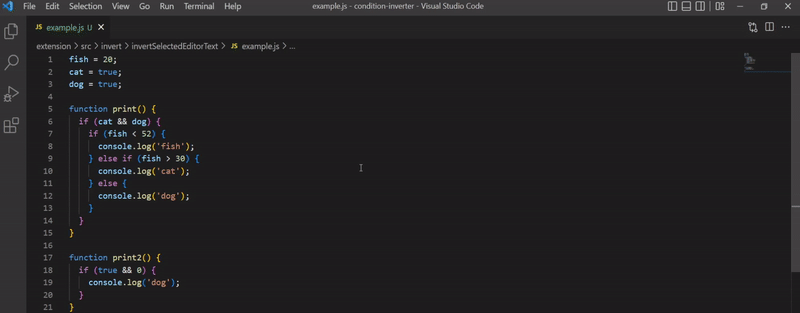 File Edit Selection View Go Run Terminal Help example.js - condition-inverter - Visual Studio Code
JS example.js U
extension > src > invert > invertSelectedEditorText > JS example.js > ...
1 fish = 20;
2 cat = true;
3 dog = true;
4
5 function print() {
6 if (cat && dog) {
7 if (fish < 52) {
8 console.log('fish');
9 } else if (fish > 30) {
10 console.log('cat');
11 } else {
12 console.log('dog');
13 }
14 }
15 }
16
17 function print2() {
18 if (true && 0) {
19 console.log('dog');
20 }
21 }